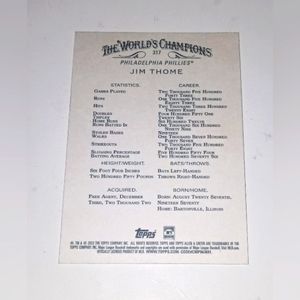 THE WORLD'S CHAMPIONS
317
PHILADELPHIA PHILLIES®
JIM THOME
STATISTICS. CAREER.
GAMES PLAYED TWO THOUSAND FIVE HUNDRED
FORTY THREE
RUNS ONE THOUSAND FIVE HUNDRED
EIGHTY THREE
HITS TWO THOUSAND THREE HUNDRED
TWENTY EIGHT
DOUBLES FOUR HUNDRED FIFTY ONE
TRIPLES TWENTY SIX
HOME RUNS SIX HUNDRED TWELVE
RUNS BATTED IN ONE THOUSAND SIX HUNDRED
NINETY NINE
STOLEN BASES NINETEEN
WALKS ONE THOUSAND SEVEN HUNDRED
FORTY SEVEN
STRIKEOUTS TWO THOUSAND FIVE HUNDRED
FORTY EIGHT
SLUGGING PERCENTAGE FIVE HUNDRED FIFTY FOUR
BATTING AVERAGE TWO HUNDRED SEVENTY SIX
HEIGHT/WEIGHT. BATS/THROWS.
SIX FOOT FOUR INCHES BATS LEFT-HANDED
TWO HUNDRED FIFTY POUNDS THROWS RIGHT-HANDED
ACQUIRED. BORN/HOME.
FREE AGENT, DECEMBER BORN AUGUST TWENTY SEVENTH,
THIRD, TWO THOUSAND TWO NINETEEN SEVENTY
HOME: BARTONVILLE, ILLINOIS
Topps